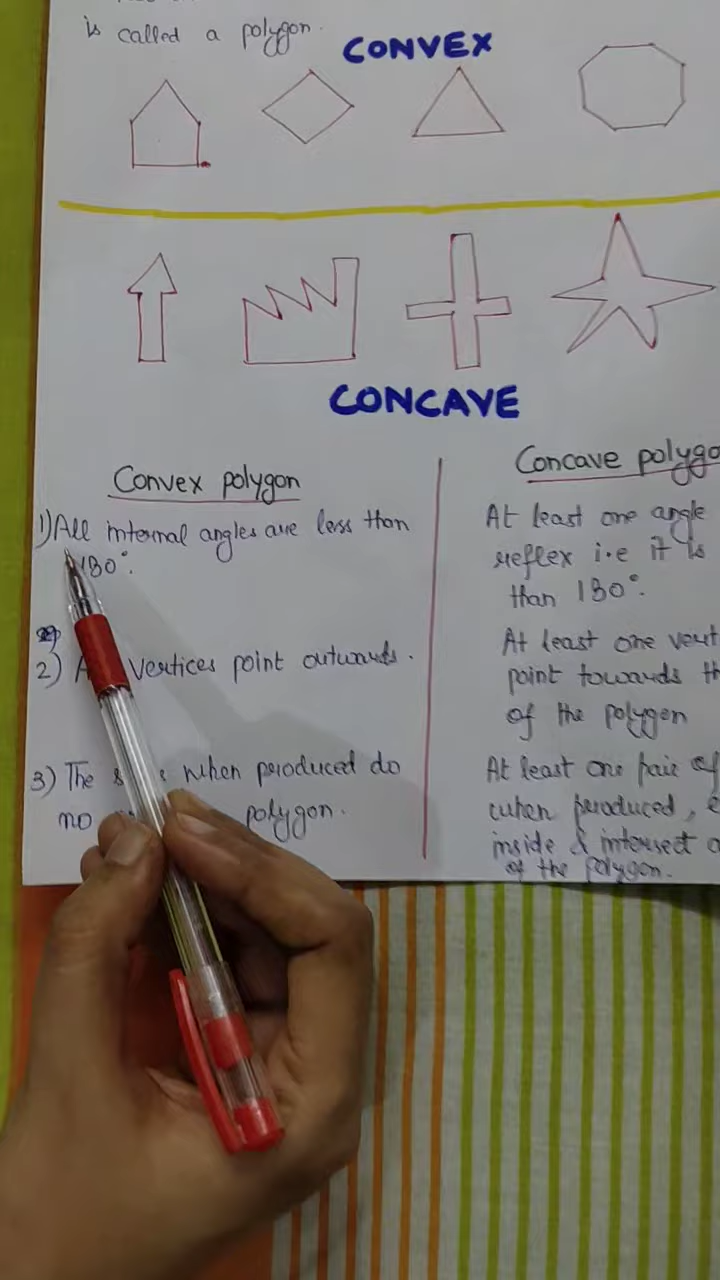 is called a polygon.
CONVEX
CONCAVE
Convex polygon
1) All internal angles are less than
180°.
2) vertices point outwards.
3) The when produced do
polygon.
Concave
At least one angle
reflex i.e it is
than 180°.
At least one
point towards
of the polygon
At least one pair of
when produced,
inside & intersect
of the polygon.